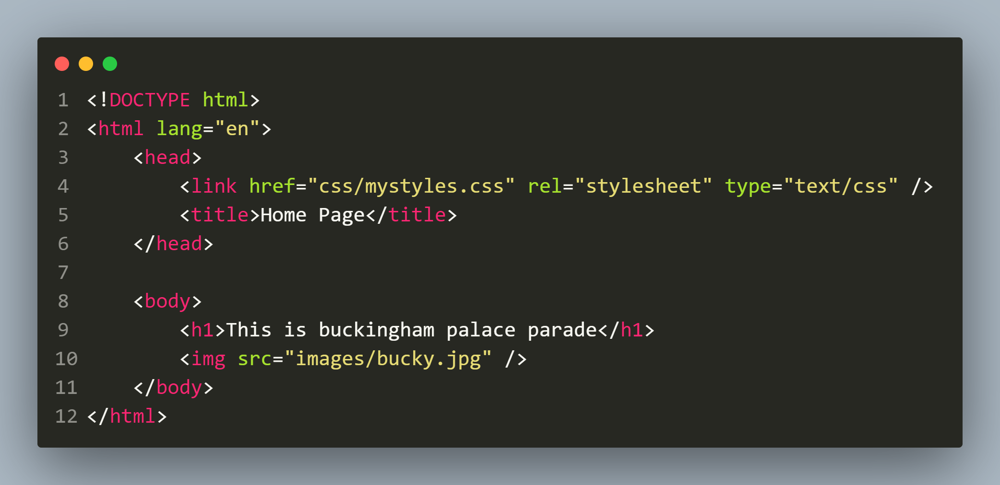 1 <!DOCTYPE html>
2 <html lang="en">
3     <head>
4         <link href="css/mystyles.css" rel="stylesheet" type="text/css" />
5         <title>Home Page</title>
6     </head>
7
8     <body>
9         <h1>This is buckingham palace parade</h1>
10         <img src="images/bucky.jpg" />
11     </body>
12 </html>